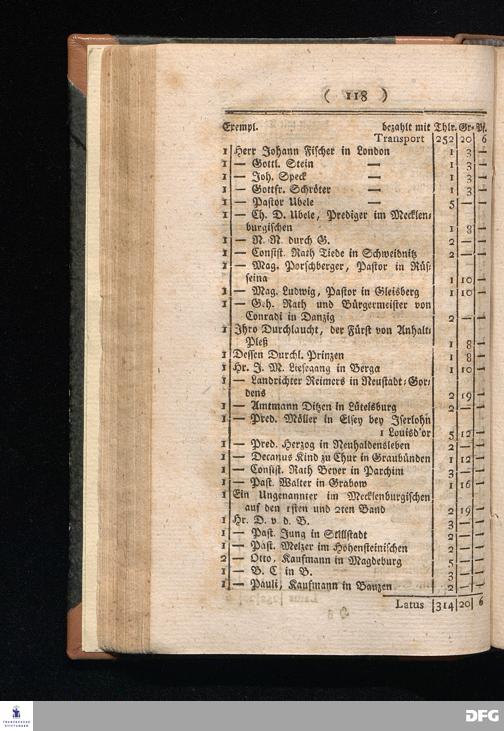 ( 118 )
Exempl. bezahlt mit Thlr. Gr. Pf.
Transport 252 20 6
1 Herr Johann Fischer in London 1 3 —
1 — Gottl. Stein — 1 3 —
1 — Joh. Speck — 1 3 —
1 — Gottfr. Schröter — 1 3 —
1 — Pastor Ubele — 5 — —
1 — Ch. D. Ubele, Prediger im Mecklen-
burgischen 1 8 —
1 — N. N. durch G. 2 — —
1 — Consist. Rath Tiede in Schweidnitz 2 — —
1 — Mag. Porschberger, Pastor in Rüs-
seina 1 10 —
1 — Mag. Ludwig, Pastor in Gleisberg 1 10 —
1 — Geh. Rath und Bürgermeister von
Conradi in Danzig 2 — —
1 Ihro Durchlaucht, der Fürst von Anhalt-
Pleß 1 8 —
1 Dessen Durchl. Prinzen 1 8 —
1 Hr. J. M. Liesegang in Berga 1 10 —
1 — Landrichter Reimers in Neustadt-Gor-
dens 2 19 —
1 — Amtmann Ditzen in Lütelsburg 2 — —
1 — Pred. Möller in Elsey bey Iserlohn
1 Louisd'or 5 12 —
1 — Pred. Herzog in Neuhaldensleben 2 — —
1 — Decanus Kind zu Chur in Graubünden 1 12 —
1 — Consist. Rath Beyer in Parchim 3 — —
1 — Past. Walter in Grabow 1 16 —
1 Ein Ungenannter im Mecklenburgischen
auf den 1sten und 2ten Band 2 19 —
1 Hr. D. v. d. B. 3 — —
1 — Past. Jung in Stillstadt 2 — —
1 — Past. Melzer im Hohensteinischen 2 — —
2 — Otto, Kaufmann in Magdeburg 5 — —
1 — B. C. in B. 3 — —
1 — Pauli, Kaufmann in Bauzen 2 — —
Latus 314 20 6
FRANCKESCHE
STIFTUNGEN
DFG